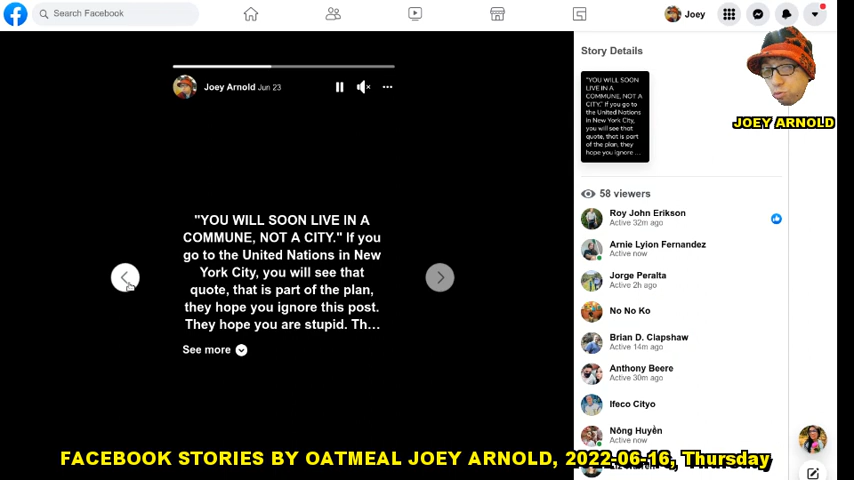 Search Facebook
Joey
Joey Arnold Jun 23
"YOU WILL SOON LIVE IN A
COMMUNE, NOT A CITY." If you
go to the United Nations in New
York City, you will see that
quote, that is part of the plan,
they hope you ignore this post.
They hope you are stupid. Th...
See more
Story Details
"YOU WILL SOON
LIVE IN A
COMMUNE, NOT A
CITY." If you go to
the United Nations
in New York City,
you will see that
quote, that is part
of the plan, they
hope you ignore ...
JOEY ARNOLD
58 viewers
Roy John Erikson
Active 32m ago
Arnie Lyion Fernandez
Active now
Jorge Peralta
Active 2h ago
No No Ko
Brian D. Clapshaw
Active 14m ago
Anthony Beere
Active 30m ago
Ifeco Cityo
Nông Huyèn
Active now
FACEBOOK STORIES BY OATMEAL JOEY ARNOLD, 2022-06-16, Thursday